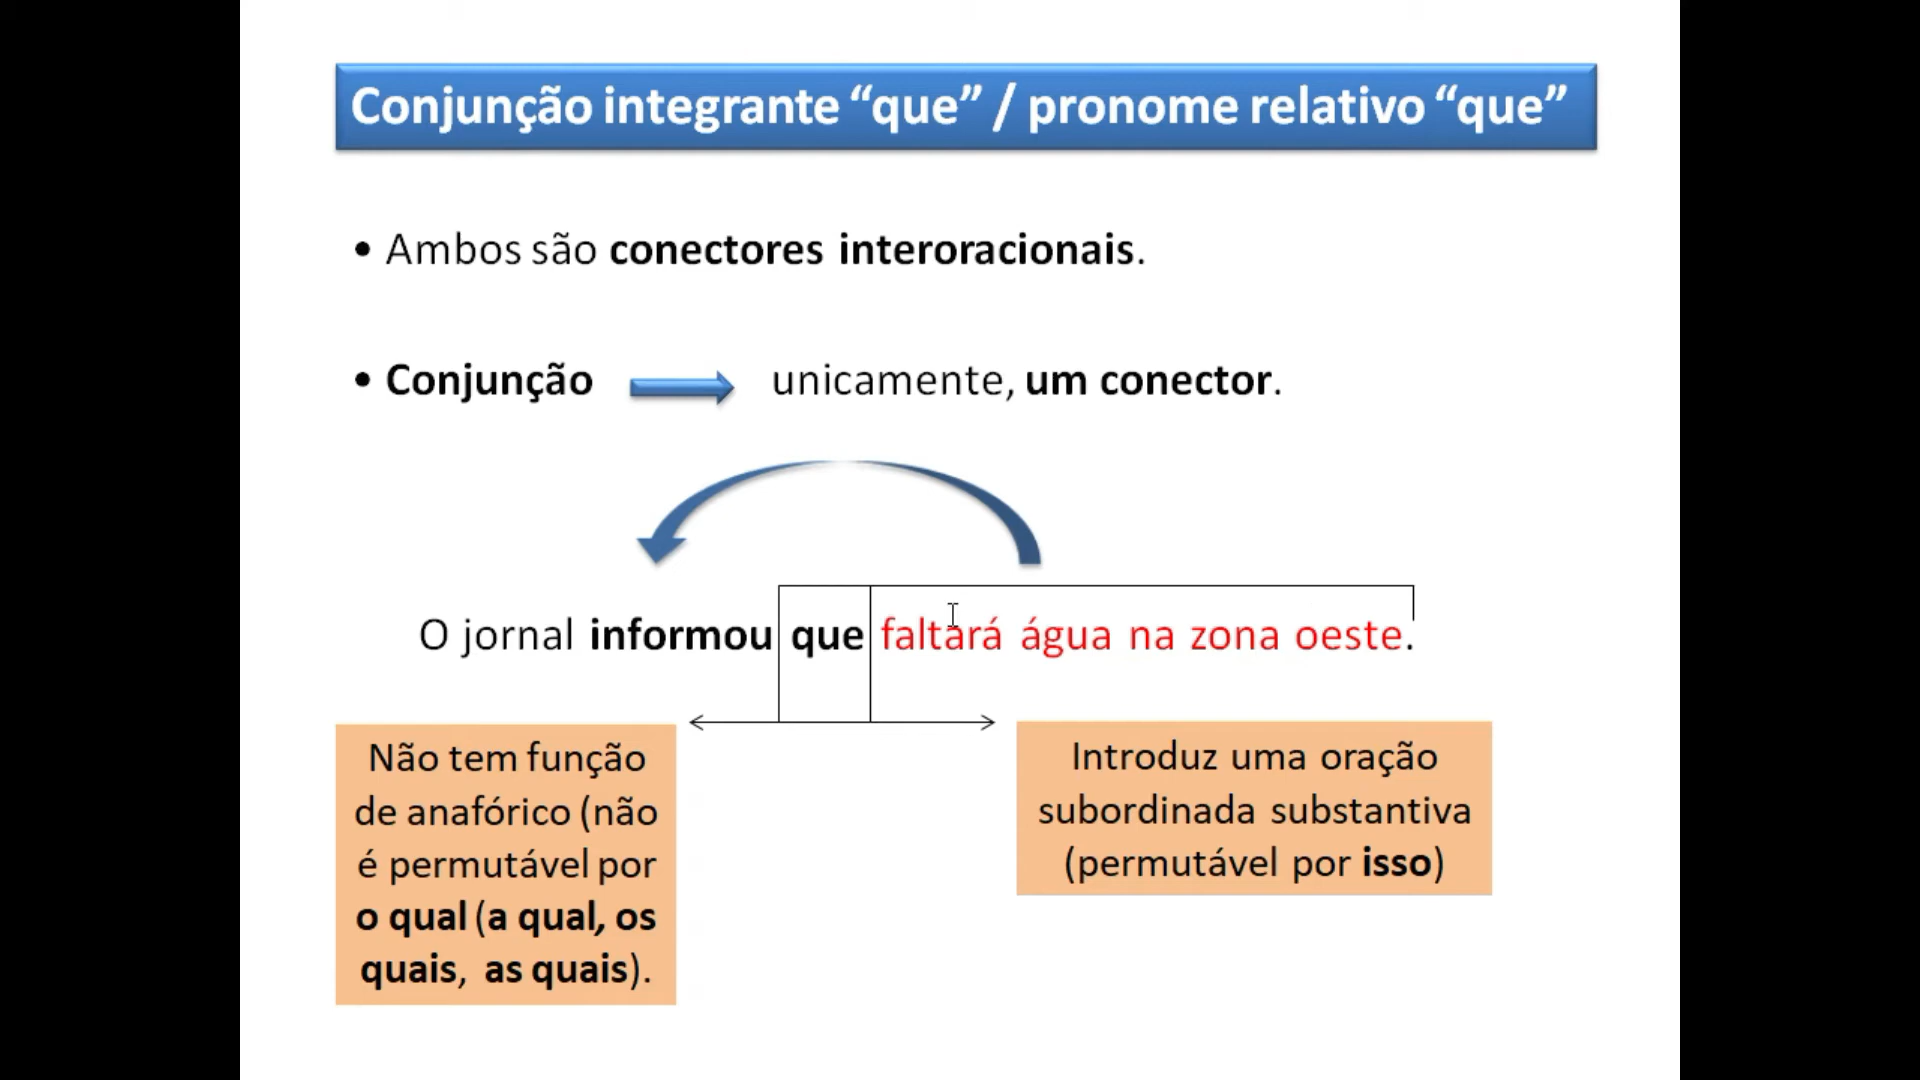 Conjunção integrante “que” / pronome relativo “que”
• Ambos são conectores interoracionais.
• Conjunção unicamente, um conector.
O jornal informou que faltará água na zona oeste.
Não tem função
de anafórico (não
é permutável por
o qual (a qual, os
quais, as quais).
Introduz uma oração
subordinada substantiva
(permutável por isso)